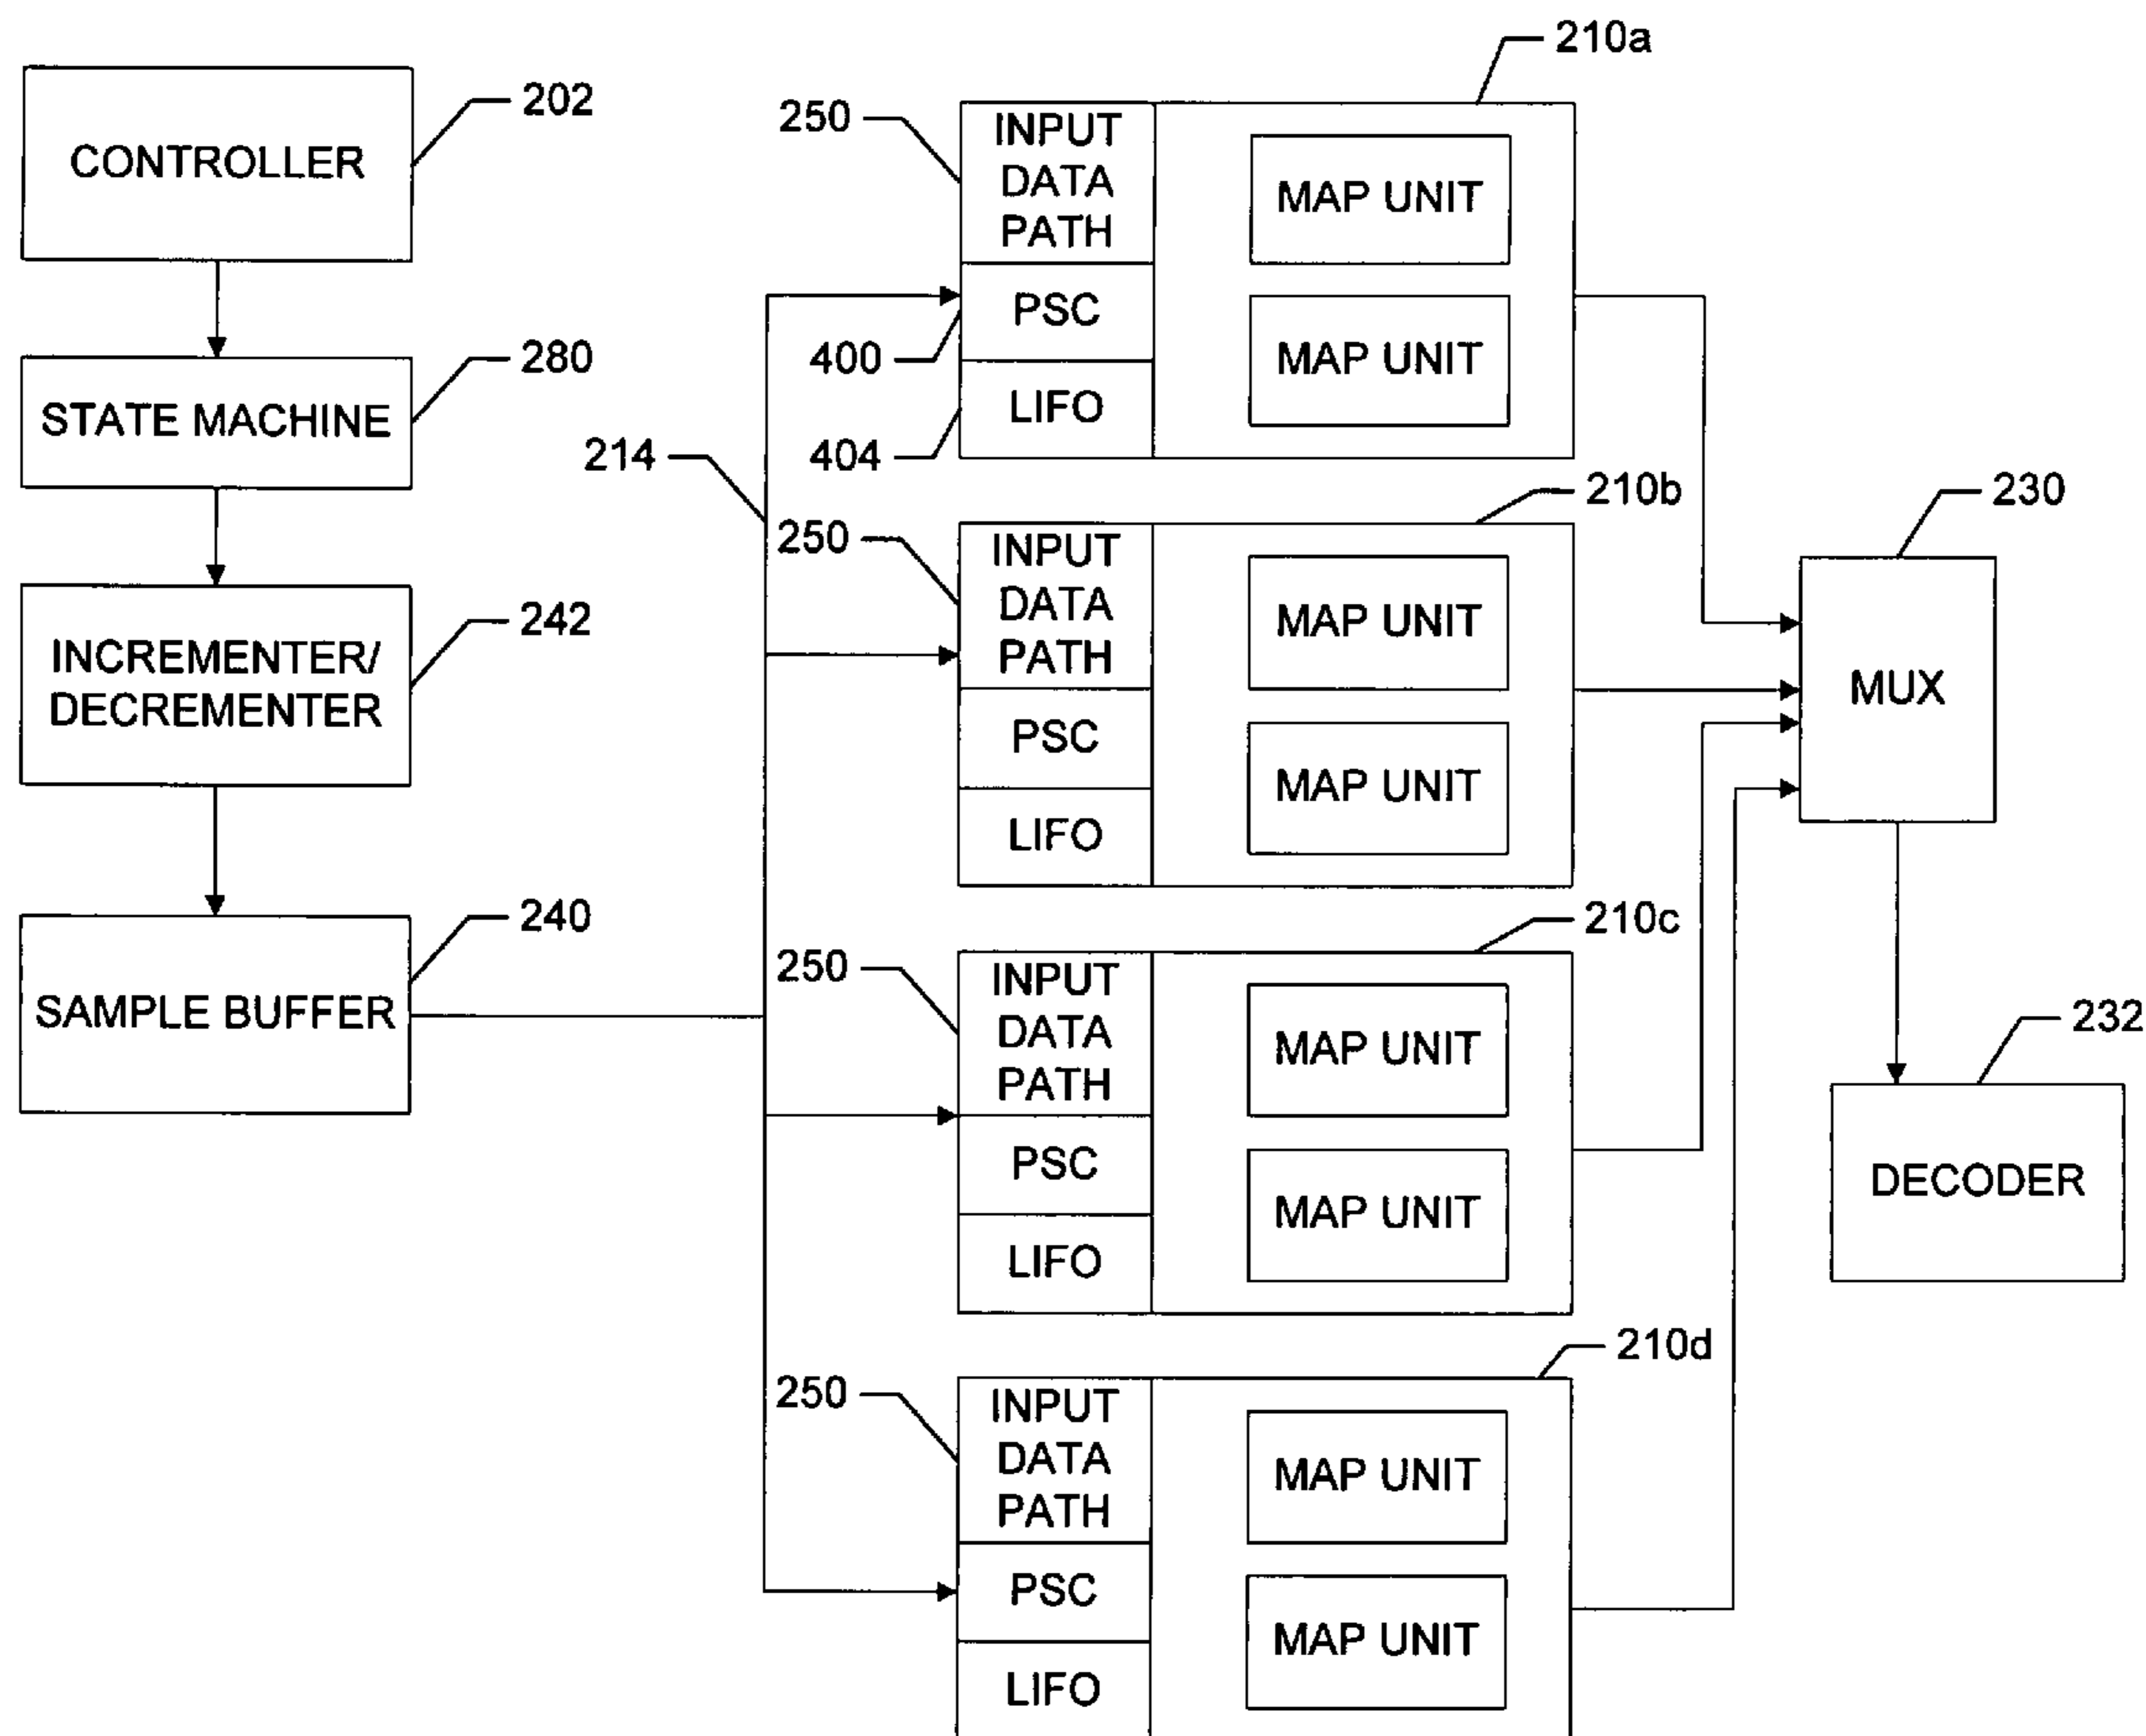 CONTROLLER
202
STATE MACHINE
280
INCREMENTER/
DECREMENTER
242
SAMPLE BUFFER
240
214
210a
250
INPUT
DATA
PATH
PSC
400
LIFO
404
MAP UNIT
MAP UNIT
210b
250
INPUT
DATA
PATH
PSC
LIFO
MAP UNIT
MAP UNIT
210c
250
INPUT
DATA
PATH
PSC
LIFO
MAP UNIT
MAP UNIT
210d
250
INPUT
DATA
PATH
PSC
LIFO
MAP UNIT
MAP UNIT
230
MUX
232
DECODER